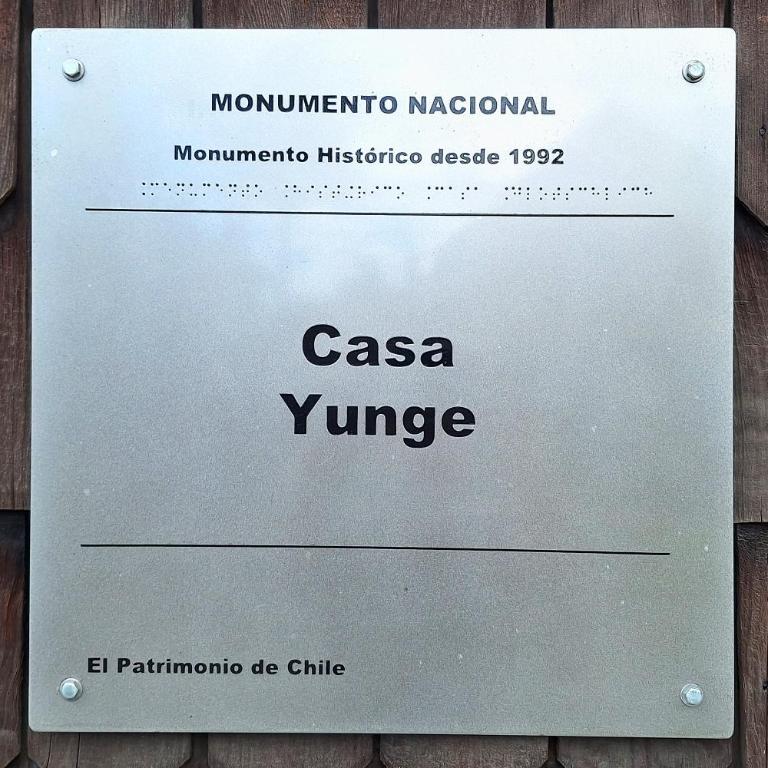 MONUMENTO NACIONAL
Monumento Histórico desde 1992
Casa
Yunge
El Patrimonio de Chile